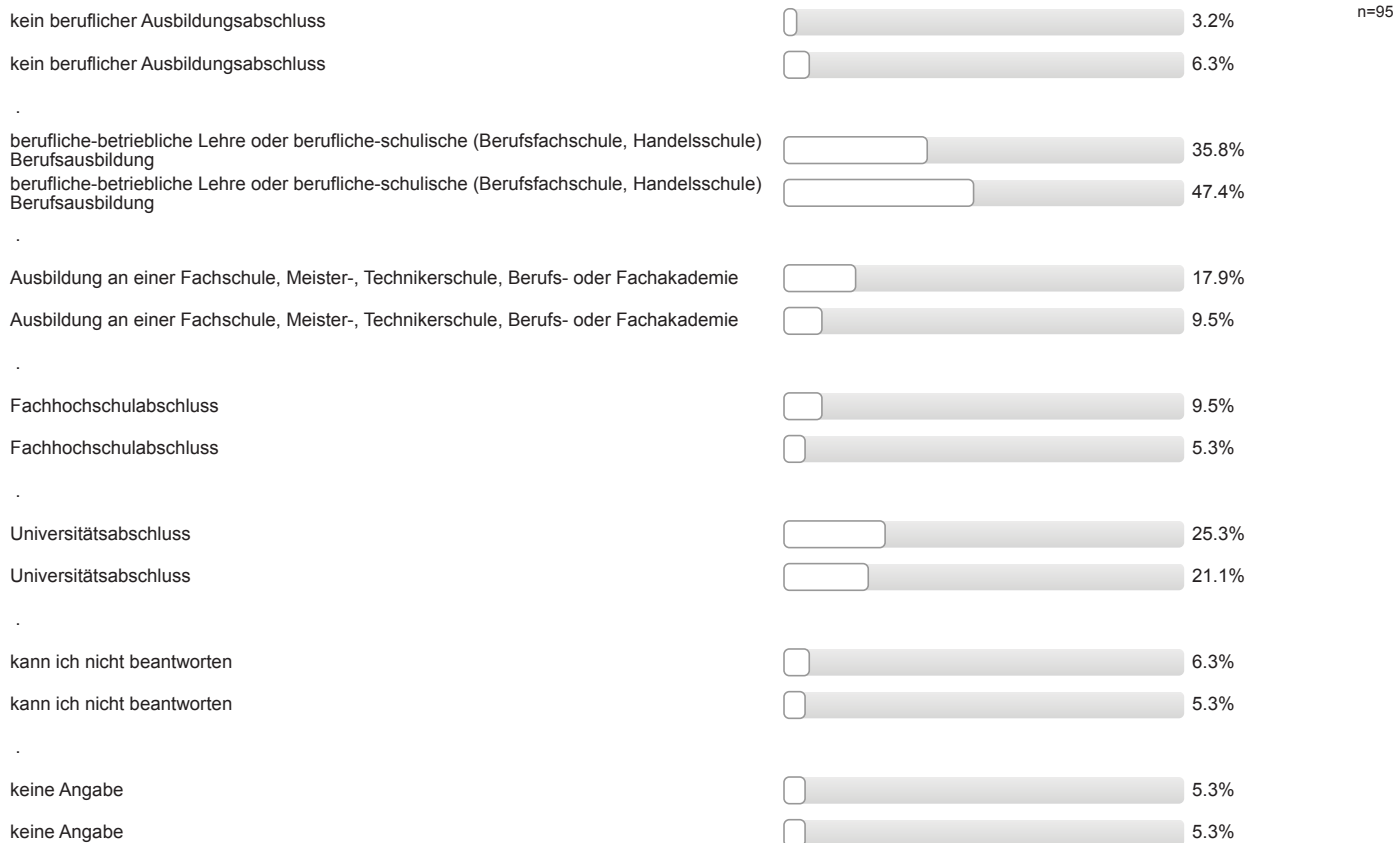 kein beruflicher Ausbildungsabschluss 3.2% n=95
kein beruflicher Ausbildungsabschluss 6.3%
.
berufliche-betriebliche Lehre oder berufliche-schulische (Berufsfachschule, Handelsschule)
Berufsausbildung 35.8%
berufliche-betriebliche Lehre oder berufliche-schulische (Berufsfachschule, Handelsschule)
Berufsausbildung 47.4%
.
Ausbildung an einer Fachschule, Meister-, Technikerschule, Berufs- oder Fachakademie 17.9%
Ausbildung an einer Fachschule, Meister-, Technikerschule, Berufs- oder Fachakademie 9.5%
.
Fachhochschulabschluss 9.5%
Fachhochschulabschluss 5.3%
.
Universitätsabschluss 25.3%
Universitätsabschluss 21.1%
.
kann ich nicht beantworten 6.3%
kann ich nicht beantworten 5.3%
.
keine Angabe 5.3%
keine Angabe 5.3%